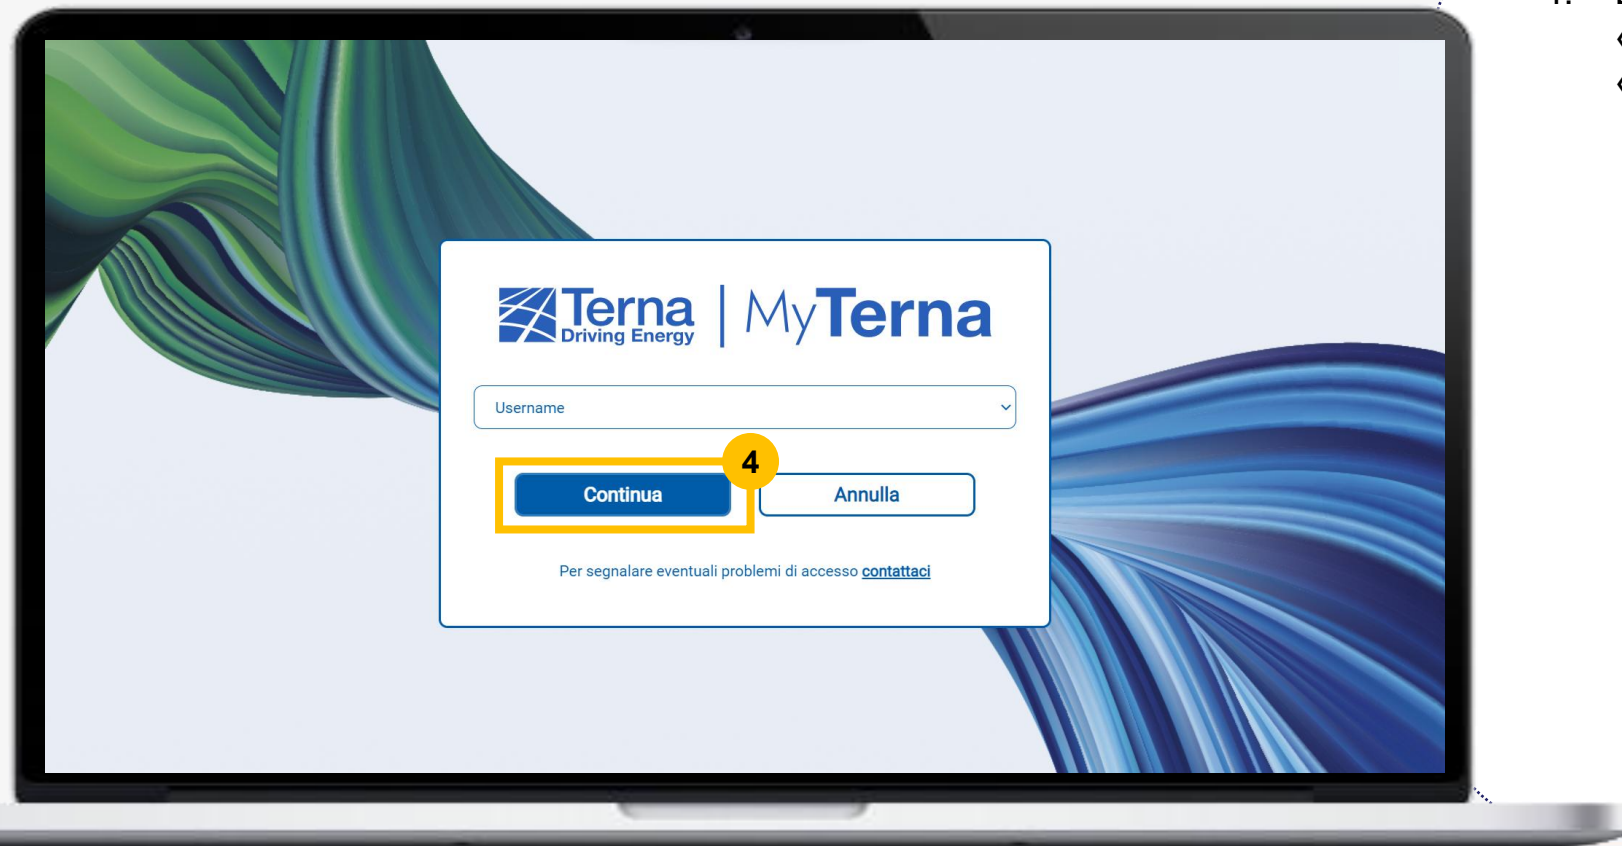 Terna
Driving Energy
MyTerna
Username
4
Continua
Annulla
Per segnalare eventuali problemi di accesso contattaci